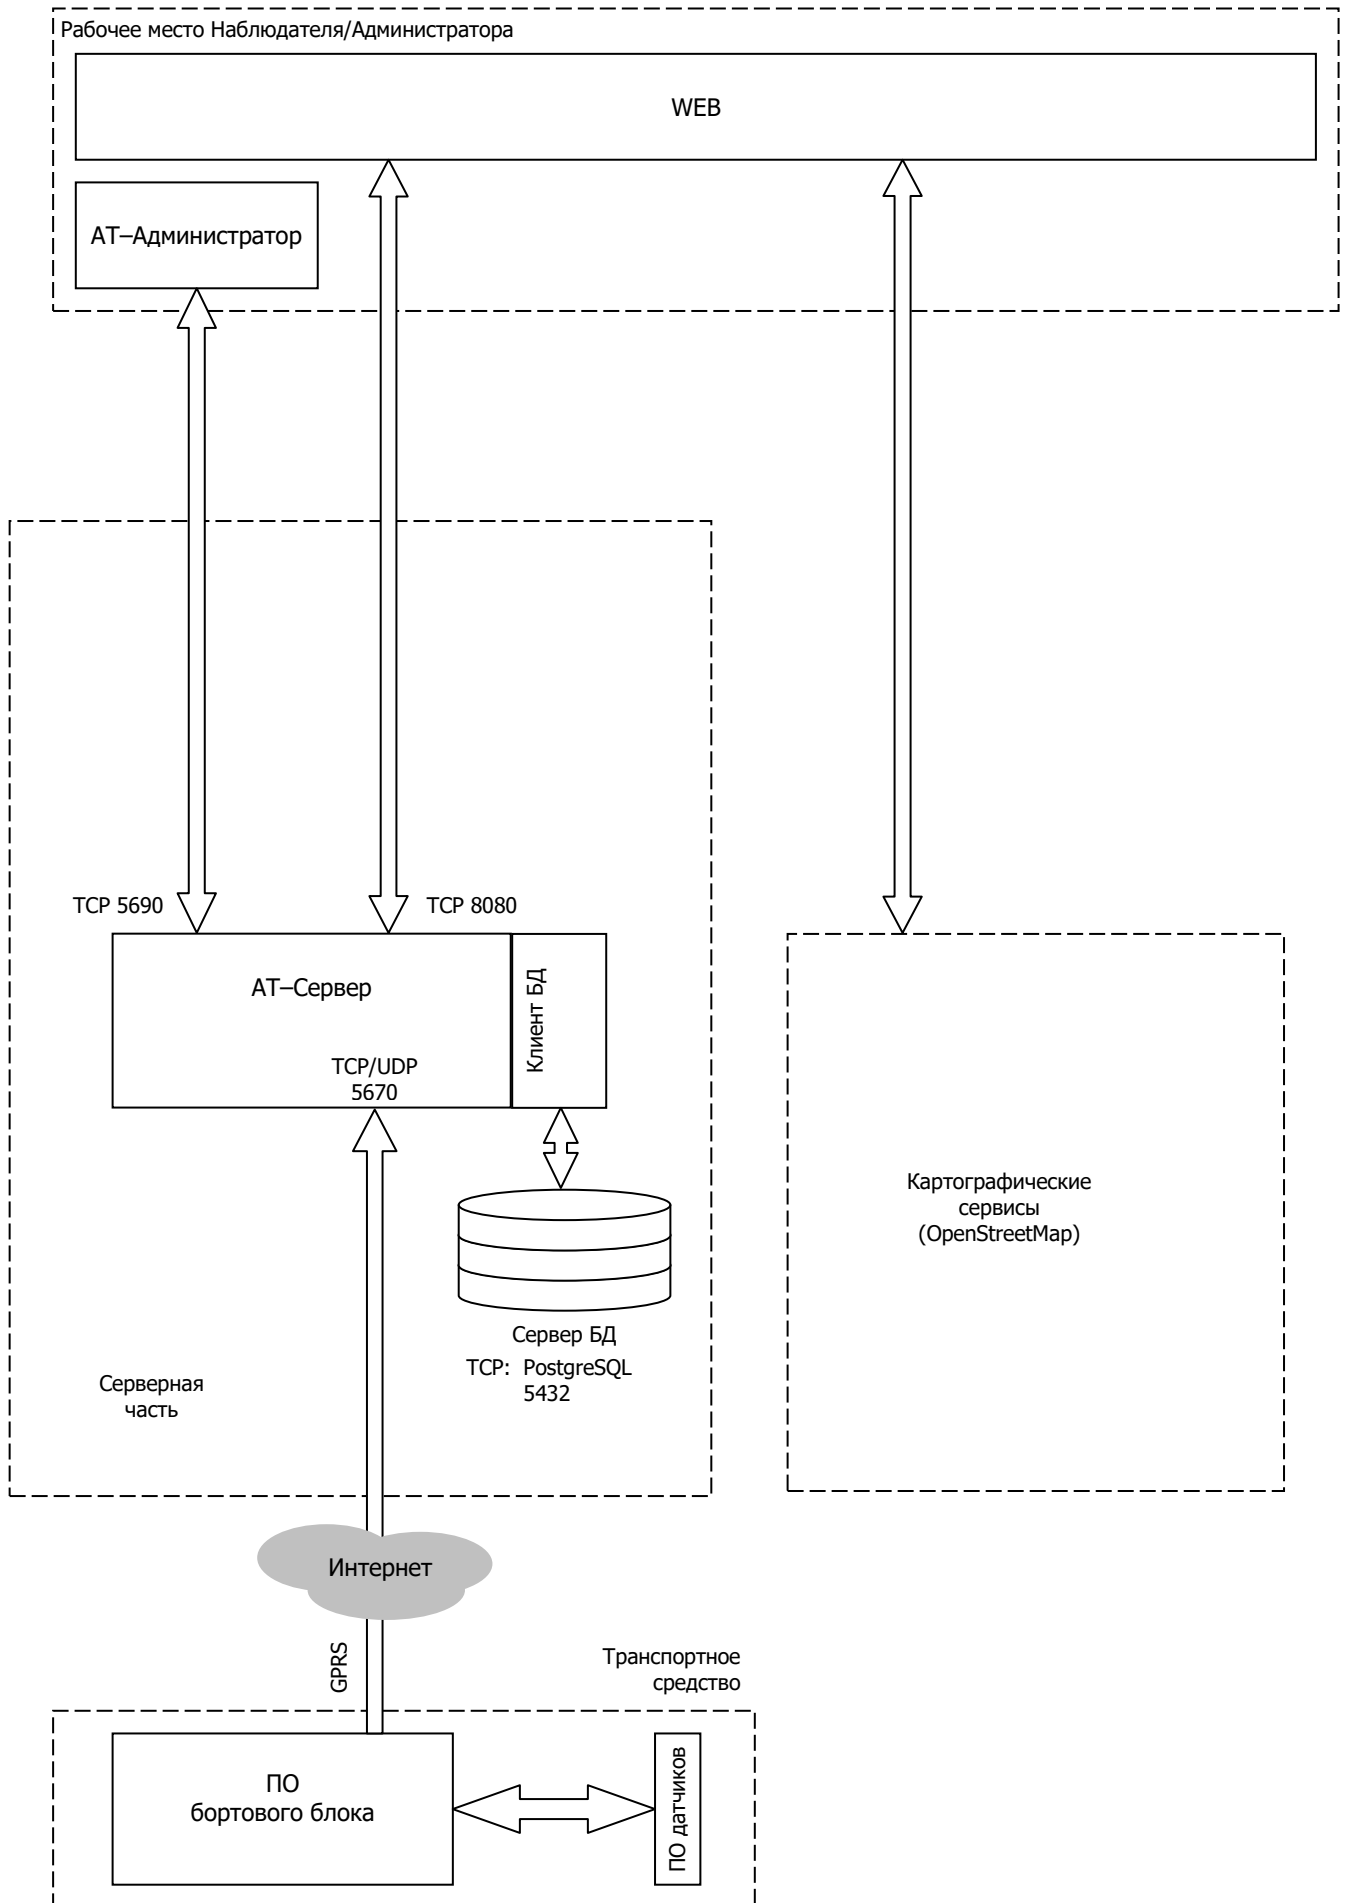 Рабочее место Наблюдателя/Администратора
WEB
АТ–Администратор
TCP 5690
TCP 8080
АТ–Сервер
Клиент БД
TCP/UDP
5670
Картографические
сервисы
(OpenStreetMap)
Сервер БД
TCP: PostgreSQL
5432
Серверная
часть
Интернет
GPRS
Транспортное
средство
ПО
бортового блока
ПО датчиков